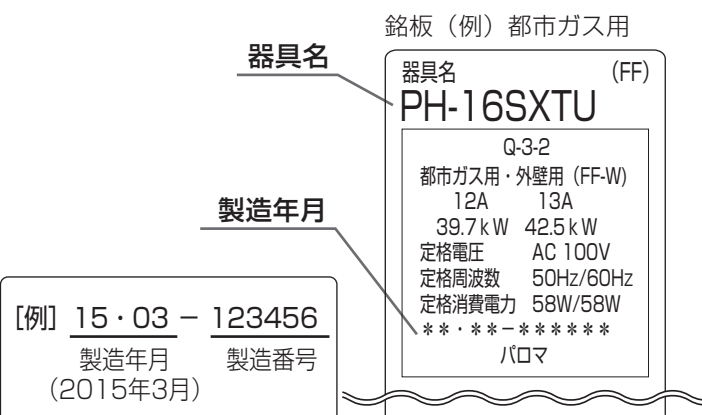 銘板（例）都市ガス用
器具名
器具名 (FF)
PH-16SXTU
Q-3-2
都市ガス用・外壁用（FF-W)
12A 13A
39.7kW 42.5kW
定格電圧 AC 100V
定格周波数 50Hz/60Hz
定格消費電力 58W/58W
**・**-******
パロマ
製造年月
［例］ 15・03 － 123456
製造年月 製造番号
（2015年3月）